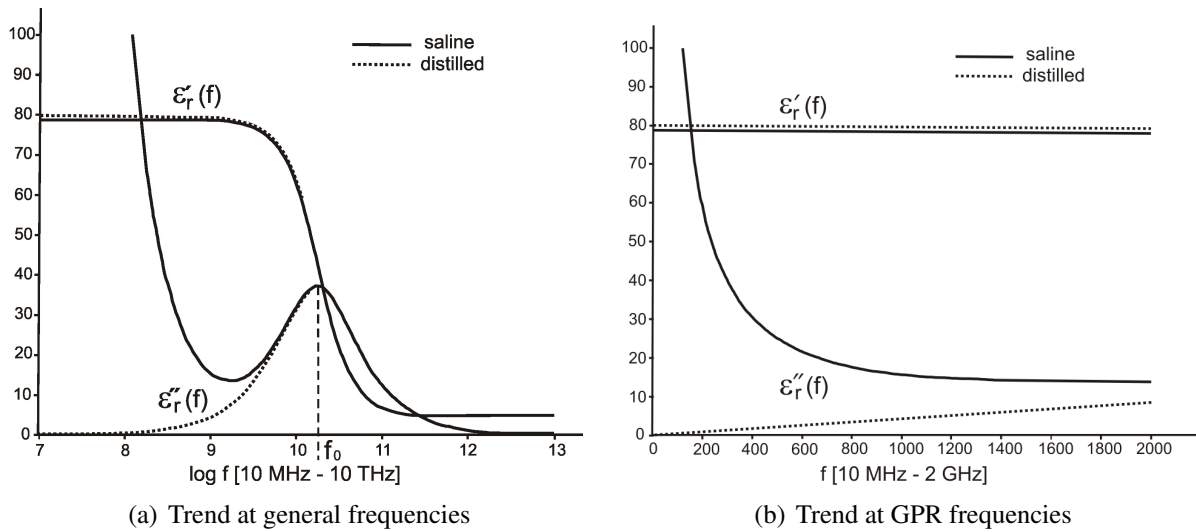 100
90
80
70
60
50
40
30
20
10
0
saline
distilled
ε′r (f)
ε″r (f)
7 8 9 10 11 12 13
f0
log f [10 MHz - 10 THz]
(a) Trend at general frequencies
100
90
80
70
60
50
40
30
20
10
0
saline
distilled
ε′r (f)
ε″r (f)
0 200 400 600 800 1000 1200 1400 1600 1800 2000
f [10 MHz - 2 GHz]
(b) Trend at GPR frequencies